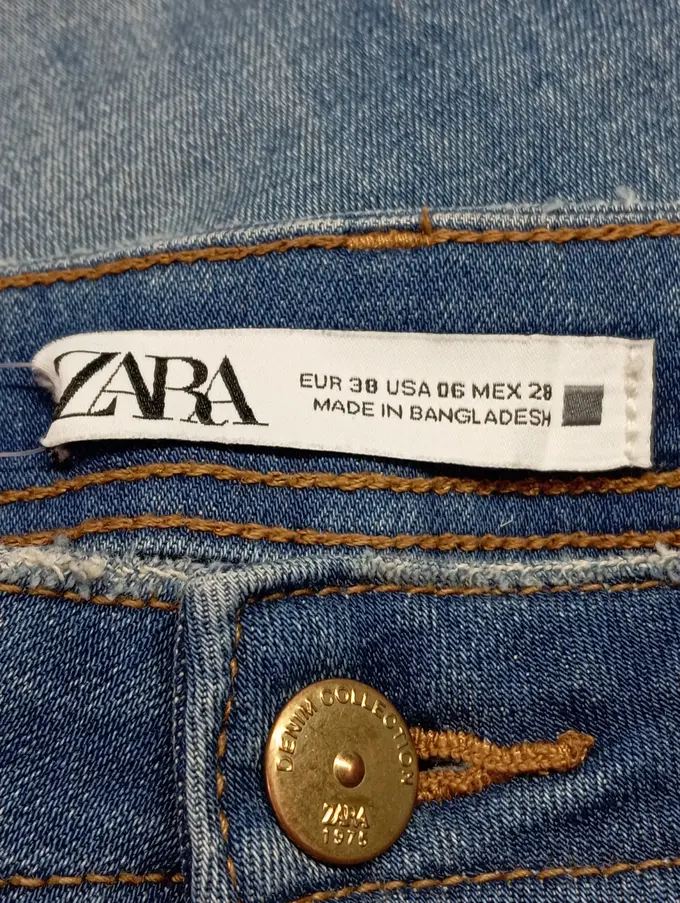 ZARA
EUR 38 USA 06 MEX 28
MADE IN BANGLADESH
DENIM COLLECTION
ZARA
1975